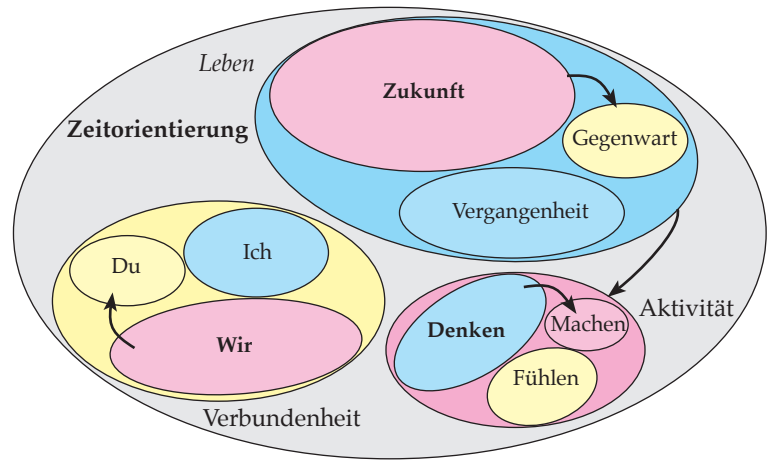 Leben
Zukunft
Zeitorientierung
Gegenwart
Vergangenheit
Ich
Du
Wir
Denken
Machen
Aktivität
Fühlen
Verbundenheit